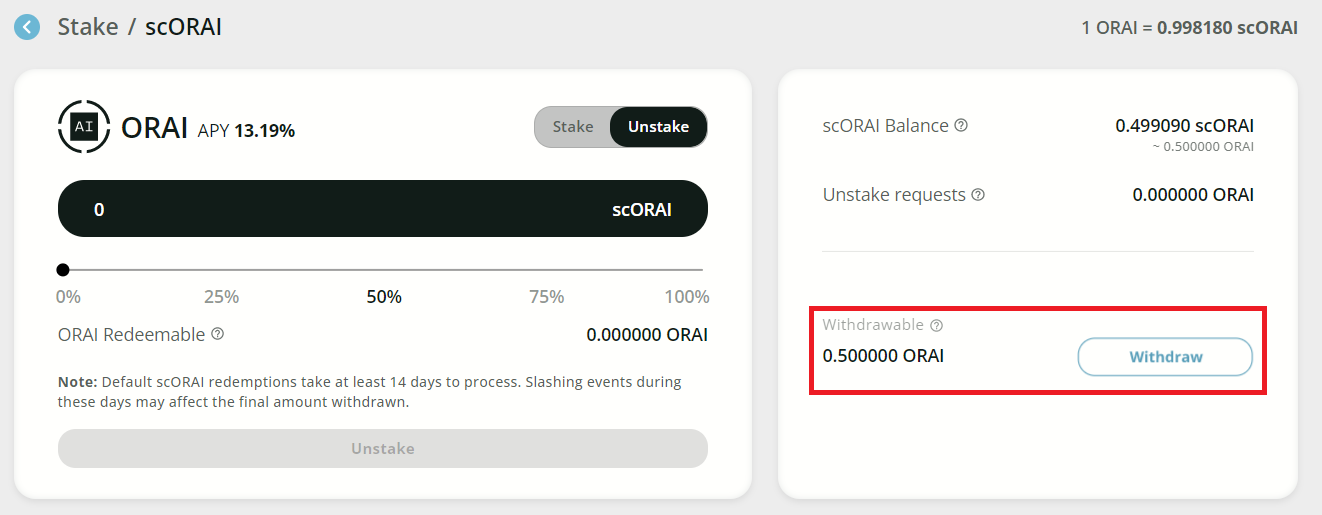 Stake / scORAI
1 ORAI = 0.998180 scORAI
AI ORAI APY 13.19%
Stake Unstake
0 scORAI
0% 25% 50% 75% 100%
ORAI Redeemable ? 0.000000 ORAI
Note: Default scORAI redemptions take at least 14 days to process. Slashing events during
these days may affect the final amount withdrawn.
Unstake
scORAI Balance ? 0.499090 scORAI
~ 0.500000 ORAI
Unstake requests ? 0.000000 ORAI
Withdrawable ?
0.500000 ORAI Withdraw